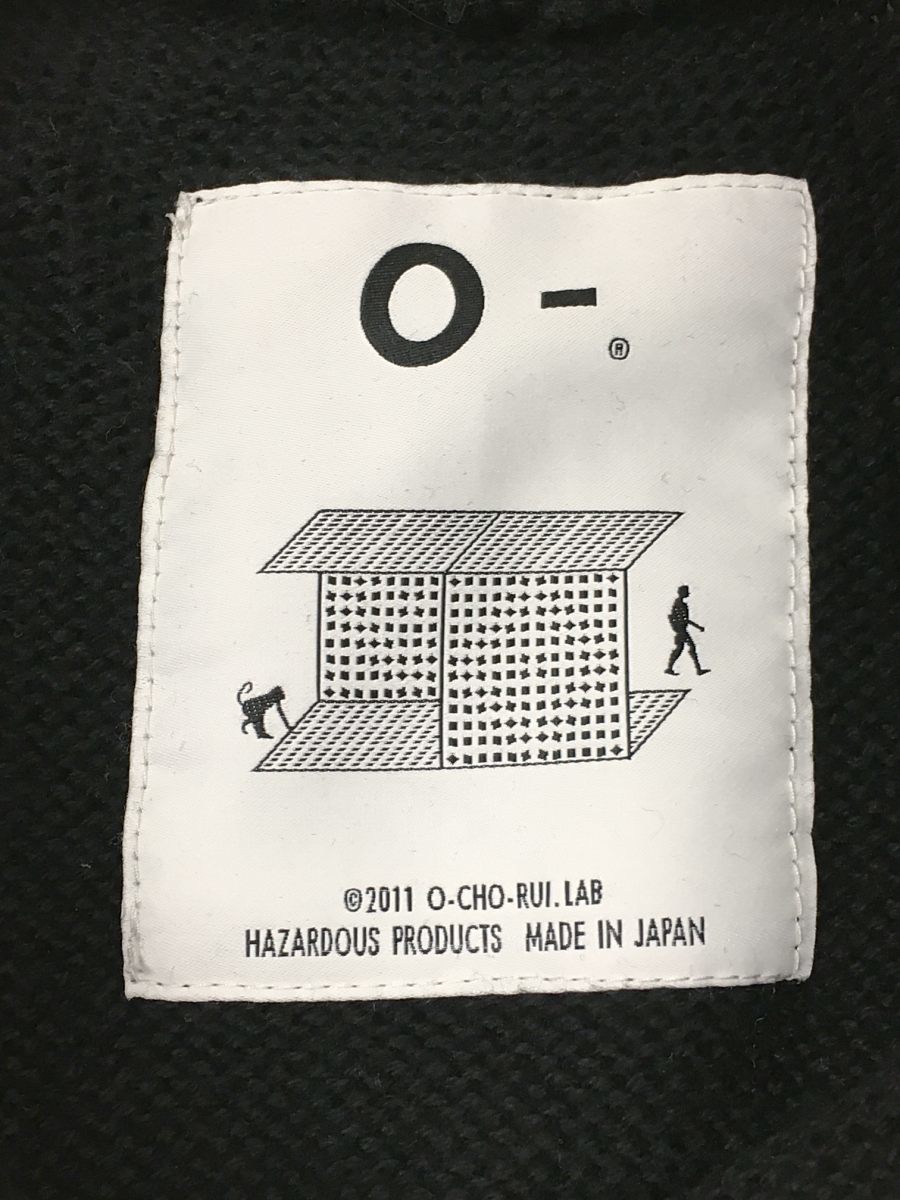 O -
®
©2011 O-CHO-RUI.LAB
HAZARDOUS PRODUCTS MADE IN JAPAN